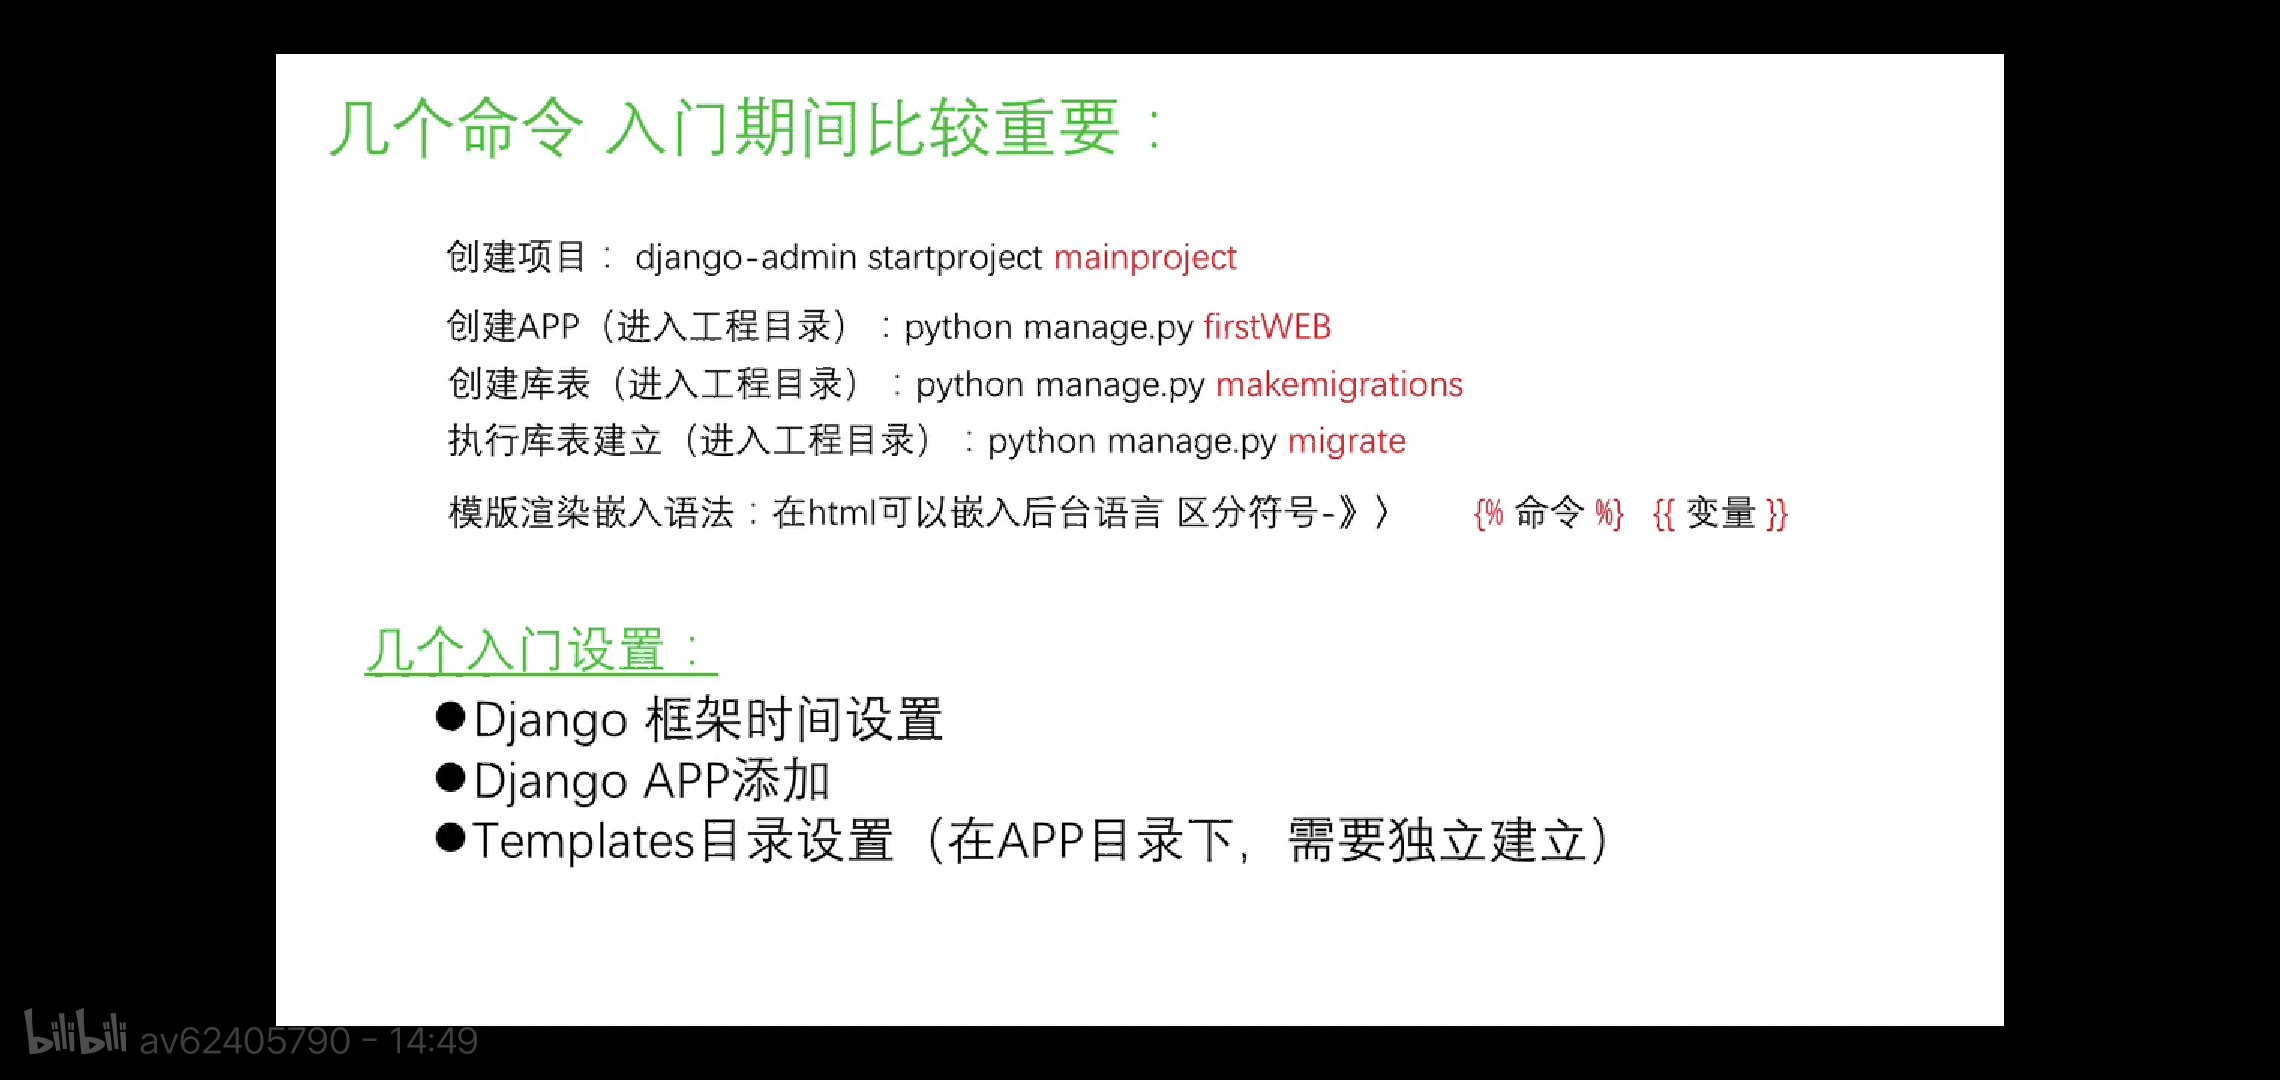 几个命令 入门期间比较重要：
创建项目： django-admin startproject mainproject
创建APP（进入工程目录）：python manage.py firstWEB
创建库表（进入工程目录）：python manage.py makemigrations
执行库表建立（进入工程目录）：python manage.py migrate
模版渲染嵌入语法：在html可以嵌入后台语言 区分符号-》〉 {% 命令 %} {{ 变量 }}
几个入门设置：
●Django 框架时间设置
●Django APP添加
●Templates目录设置（在APP目录下，需要独立建立）
bilibili av62405790 - 14:49